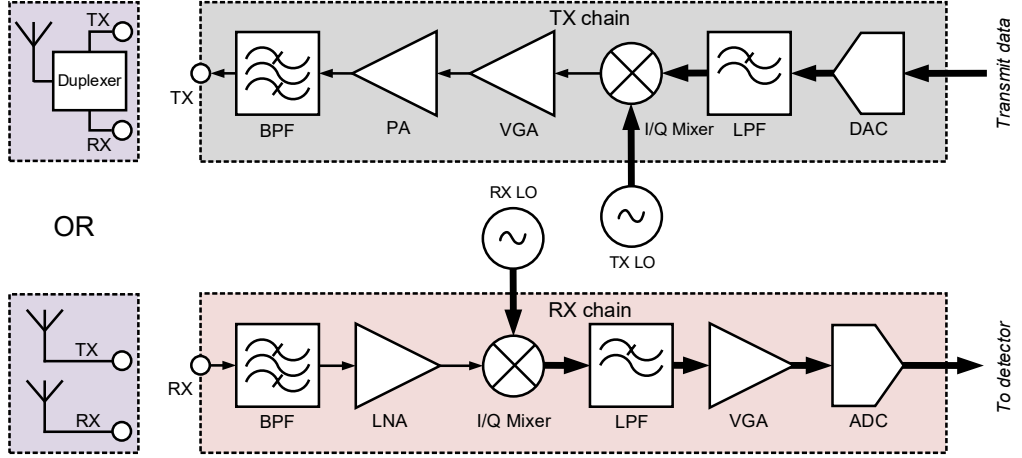 TX
Duplexer
RX
TX chain
TX
BPF
PA
VGA
I/Q Mixer
LPF
DAC
Transmit data
OR
RX LO
TX LO
TX
RX
RX chain
RX
BPF
LNA
I/Q Mixer
LPF
VGA
ADC
To detector